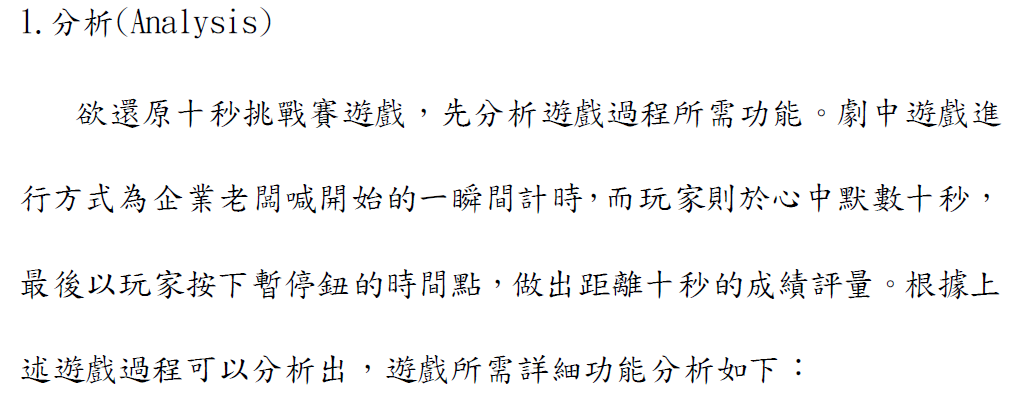 1.分析(Analysis)
欲還原十秒挑戰賽遊戲，先分析遊戲過程所需功能。劇中遊戲進
行方式為企業老闆喊開始的一瞬間計時，而玩家則於心中默數十秒，
最後以玩家按下暫停鈕的時間點，做出距離十秒的成績評量。根據上
述遊戲過程可以分析出，遊戲所需詳細功能分析如下：